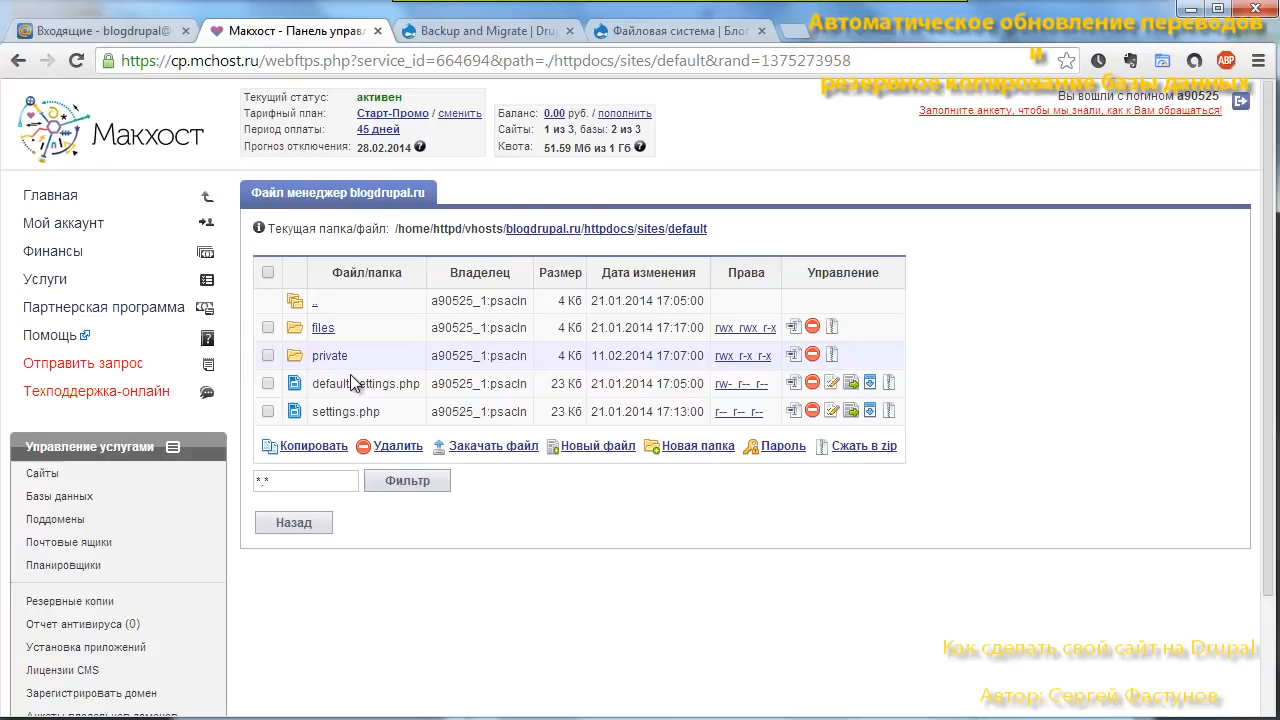 Входящие - blogdrupal@
Макхост - Панель управл
Backup and Migrate
Файловая система | Блог
Автоматическое обновление переводов
и
резервное копирование базы данных
https://cp.mchost.ru/webftps.php?service_id=664694&path=./httpdocs/sites/default&rand=1375273958
ABP
Макхост
Текущий статус: активен
Тарифный план: Старт-Промо / сменить
Период оплаты: 45 дней
Прогноз отключения: 28.02.2014
Баланс: 0.00 руб. / пополнить
Сайты: 1 из 3, базы: 2 из 3
Квота: 51.59 Мб из 1 Гб
Вы вошли с логином a90525
Заполните анкету, чтобы мы знали, как к Вам обращаться!
Главная
Мой аккаунт
Финансы
Услуги
Партнерская программа
Помощь
Отправить запрос
Техподдержка-онлайн
Управление услугами
Сайты
Базы данных
Поддомены
Почтовые ящики
Планировщики
Резервные копии
Отчет антивируса (0)
Установка приложений
Лицензии CMS
Зарегистрировать домен
Анкеты владельцев доменов
Файл менеджер blogdrupal.ru
Текущая папка/файл: /home/httpd/vhosts/blogdrupal.ru/httpdocs/sites/default
Файл/папка Владелец Размер Дата изменения Права Управление
.. a90525_1:psacln 4 Кб 21.01.2014 17:05:00
files a90525_1:psacln 4 Кб 21.01.2014 17:17:00 rwx rwx r-x
private a90525_1:psacln 4 Кб 11.02.2014 17:07:00 rwx r-x r-x
default.settings.php a90525_1:psacln 23 Кб 21.01.2014 17:05:00 rw- r-- r--
settings.php a90525_1:psacln 23 Кб 21.01.2014 17:13:00 r-- r-- r--
Копировать Удалить Закачать файл Новый файл Новая папка Пароль Сжать в zip
*.* Фильтр
Назад
Как сделать свой сайт на Drupal
Автор: Сергей Фастунов